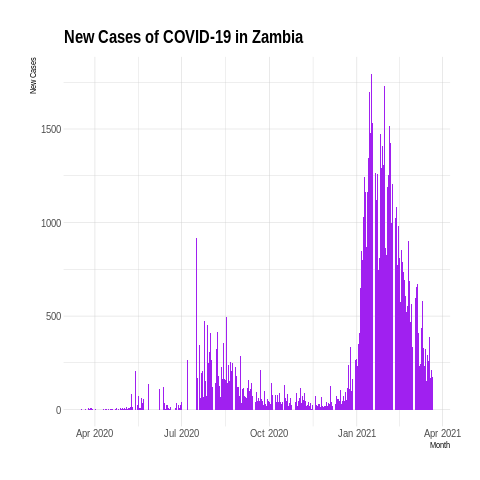 New Cases of COVID-19 in Zambia
New Cases
1500
1000
500
0
Apr 2020 Jul 2020 Oct 2020 Jan 2021 Apr 2021
Month